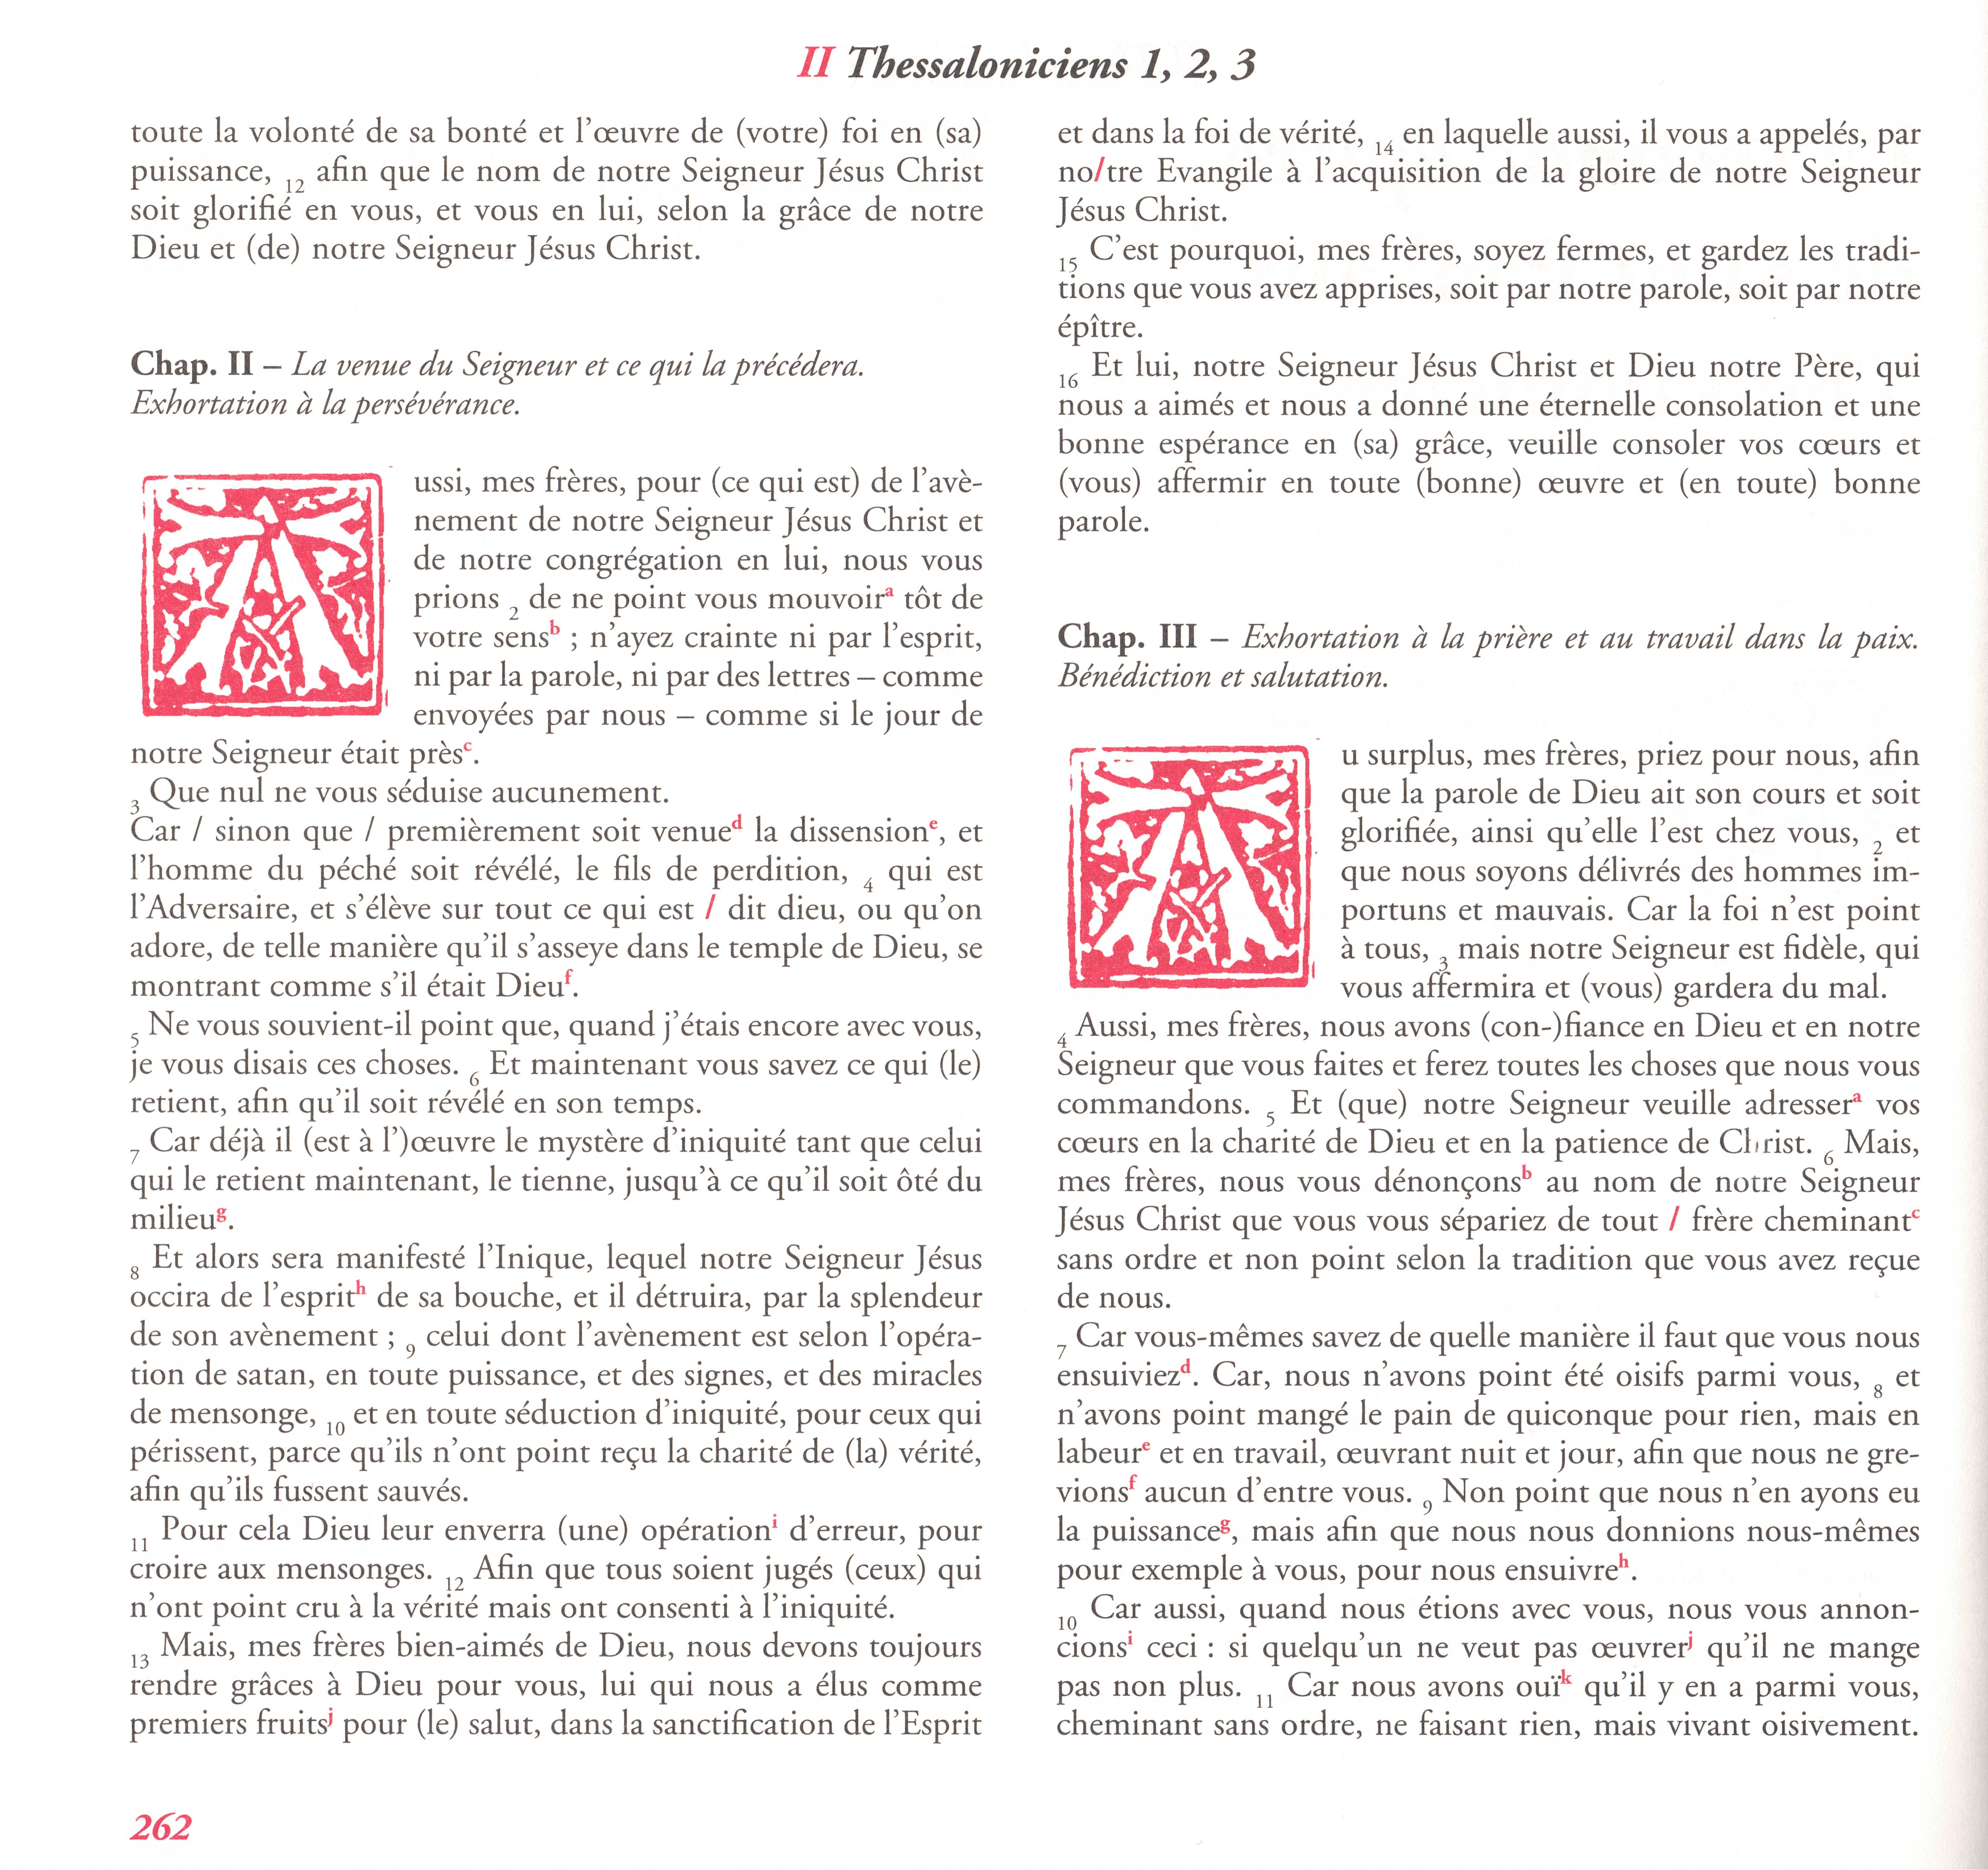 II Thessaloniciens 1, 2, 3
toute la volonté de sa bonté et l’œuvre de (votre) foi en (sa)
puissance, 12 afin que le nom de notre Seigneur Jésus Christ
soit glorifié en vous, et vous en lui, selon la grâce de notre
Dieu et (de) notre Seigneur Jésus Christ.
Chap. II – La venue du Seigneur et ce qui la précédera.
Exhortation à la persévérance.
A ussi, mes frères, pour (ce qui est) de l’avè-
nement de notre Seigneur Jésus Christ et
de notre congrégation en lui, nous vous
prions 2 de ne point vous mouvoir a tôt de
votre sens b ; n’ayez crainte ni par l’esprit,
ni par la parole, ni par des lettres – comme
envoyées par nous – comme si le jour de
notre Seigneur était près c.
3 Que nul ne vous séduise aucunement.
Car / sinon que / premièrement soit venue d la dissension e, et
l’homme du péché soit révélé, le fils de perdition, 4 qui est
l’Adversaire, et s’élève sur tout ce qui est / dit dieu, ou qu’on
adore, de telle manière qu’il s’asseye dans le temple de Dieu, se
montrant comme s’il était Dieu f.
5 Ne vous souvient-il point que, quand j’étais encore avec vous,
je vous disais ces choses. 6 Et maintenant vous savez ce qui (le)
retient, afin qu’il soit révélé en son temps.
7 Car déjà il (est à l’)œuvre le mystère d’iniquité tant que celui
qui le retient maintenant, le tienne, jusqu’à ce qu’il soit ôté du
milieu g.
8 Et alors sera manifesté l’Inique, lequel notre Seigneur Jésus
occira de l’esprit h de sa bouche, et il détruira, par la splendeur
de son avènement ; 9 celui dont l’avènement est selon l’opéra-
tion de satan, en toute puissance, et des signes, et des miracles
de mensonge, 10 et en toute séduction d’iniquité, pour ceux qui
périssent, parce qu’ils n’ont point reçu la charité de (la) vérité,
afin qu’ils fussent sauvés.
11 Pour cela Dieu leur enverra (une) opération i d’erreur, pour
croire aux mensonges. 12 Afin que tous soient jugés (ceux) qui
n’ont point cru à la vérité mais ont consenti à l’iniquité.
13 Mais, mes frères bien-aimés de Dieu, nous devons toujours
rendre grâces à Dieu pour vous, lui qui nous a élus comme
premiers fruits j pour (le) salut, dans la sanctification de l’Esprit
et dans la foi de vérité, 14 en laquelle aussi, il vous a appelés, par
no/tre Evangile à l’acquisition de la gloire de notre Seigneur
Jésus Christ.
15 C’est pourquoi, mes frères, soyez fermes, et gardez les tradi-
tions que vous avez apprises, soit par notre parole, soit par notre
épître.
16 Et lui, notre Seigneur Jésus Christ et Dieu notre Père, qui
nous a aimés et nous a donné une éternelle consolation et une
bonne espérance en (sa) grâce, veuille consoler vos cœurs et
(vous) affermir en toute (bonne) œuvre et (en toute) bonne
parole.
Chap. III – Exhortation à la prière et au travail dans la paix.
Bénédiction et salutation.
A u surplus, mes frères, priez pour nous, afin
que la parole de Dieu ait son cours et soit
glorifiée, ainsi qu’elle l’est chez vous, 2 et
que nous soyons délivrés des hommes im-
portuns et mauvais. Car la foi n’est point
à tous, 3 mais notre Seigneur est fidèle, qui
vous affermira et (vous) gardera du mal.
4 Aussi, mes frères, nous avons (con-)fiance en Dieu et en notre
Seigneur que vous faites et ferez toutes les choses que nous vous
commandons. 5 Et (que) notre Seigneur veuille adresser a vos
cœurs en la charité de Dieu et en la patience de Christ. 6 Mais,
mes frères, nous vous dénonçons b au nom de notre Seigneur
Jésus Christ que vous vous sépariez de tout / frère cheminant c
sans ordre et non point selon la tradition que vous avez reçue
de nous.
7 Car vous-mêmes savez de quelle manière il faut que vous nous
ensuiviez d. Car, nous n’avons point été oisifs parmi vous, 8 et
n’avons point mangé le pain de quiconque pour rien, mais en
labeur e et en travail, œuvrant nuit et jour, afin que nous ne gre-
vions f aucun d’entre vous. 9 Non point que nous n’en ayons eu
la puissance g, mais afin que nous nous donnions nous-mêmes
pour exemple à vous, pour nous ensuivre h.
10 Car aussi, quand nous étions avec vous, nous vous annon-
cions i ceci : si quelqu’un ne veut pas œuvrer j qu’il ne mange
pas non plus. 11 Car nous avons ouï k qu’il y en a parmi vous,
cheminant sans ordre, ne faisant rien, mais vivant oisivement.
262